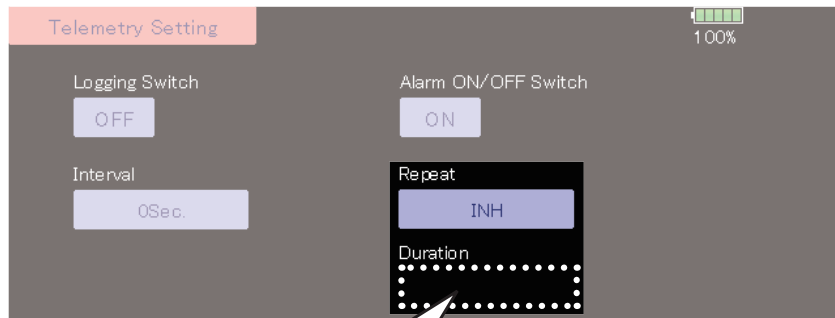 Telemetry Setting
100%
Logging Switch
Alarm ON/OFF Switch
OFF
ON
Interval
Repeat
0Sec.
INH
Duration